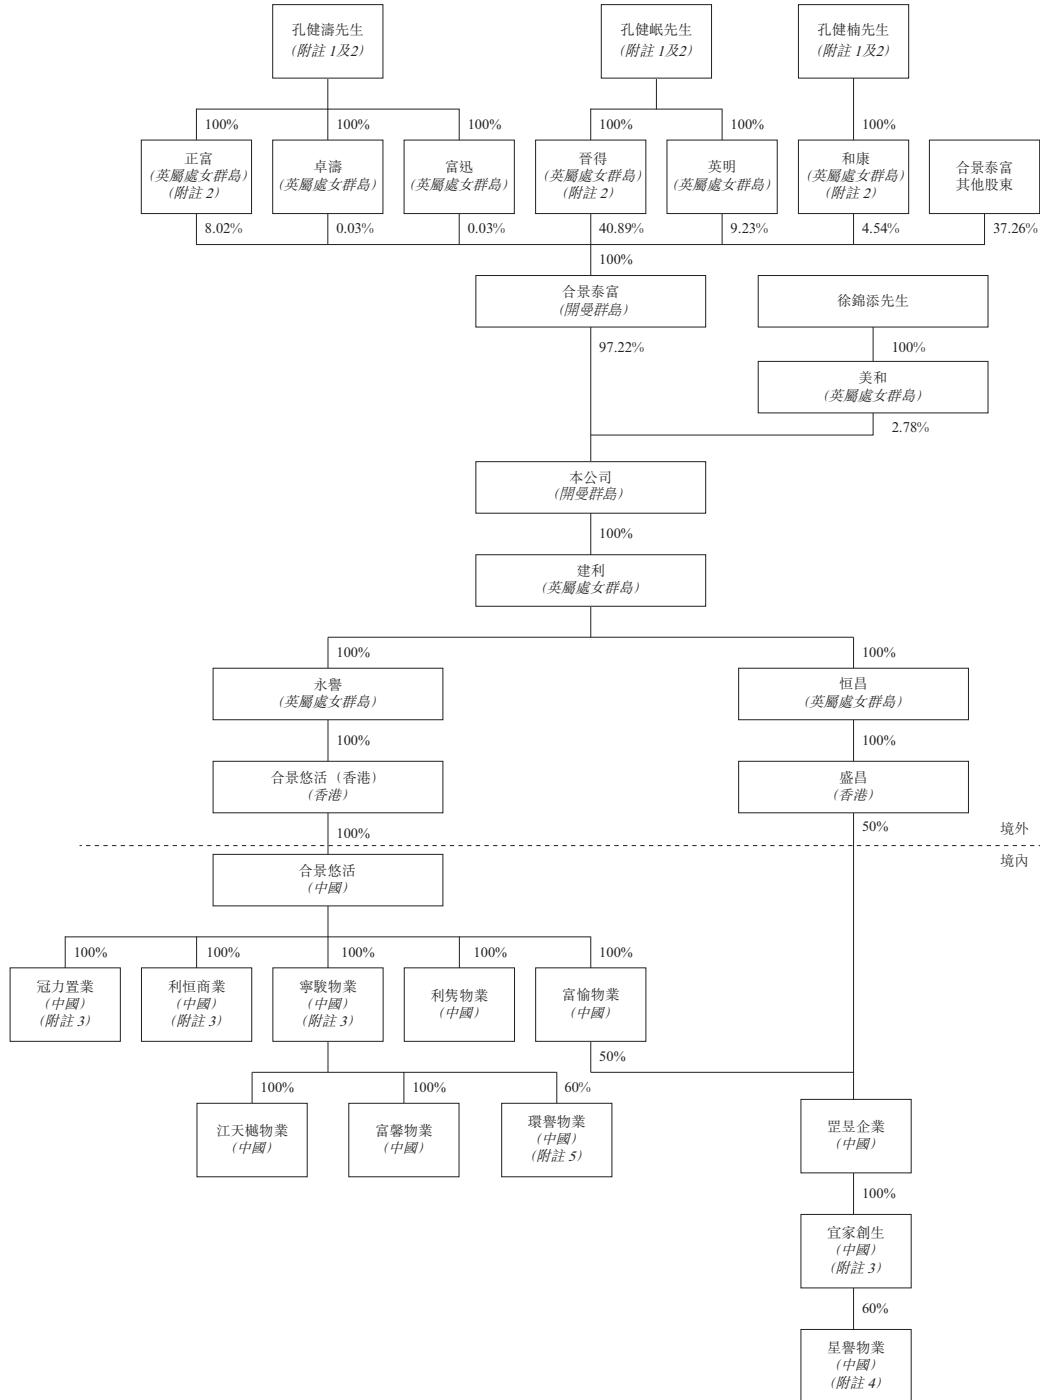 孔健濤先生
(附註 1及2)
孔健岷先生
(附註 1及2)
孔健楠先生
(附註 1及2)
100%
100%
100%
100%
100%
100%
正富
(英屬處女群島)
(附註 2)
卓濤
(英屬處女群島)
富迅
(英屬處女群島)
晉得
(英屬處女群島)
(附註 2)
英明
(英屬處女群島)
和康
(英屬處女群島)
(附註 2)
合景泰富
其他股東
8.02%
0.03%
0.03%
40.89%
9.23%
4.54%
37.26%
100%
合景泰富
(開曼群島)
徐錦添先生
97.22%
100%
美和
(英屬處女群島)
2.78%
本公司
(開曼群島)
100%
建利
(英屬處女群島)
100%
100%
永譽
(英屬處女群島)
恒昌
(英屬處女群島)
100%
100%
合景悠活（香港）
(香港)
盛昌
(香港)
100%
50%
境外
境內
合景悠活
(中國)
100%
100%
100%
100%
100%
冠力置業
(中國)
(附註 3)
利恒商業
(中國)
(附註 3)
寧駿物業
(中國)
(附註 3)
利雋物業
(中國)
富愉物業
(中國)
50%
100%
100%
60%
江天樾物業
(中國)
富馨物業
(中國)
環譽物業
(中國)
(附註 5)
罡昱企業
(中國)
100%
宜家創生
(中國)
(附註 3)
60%
星譽物業
(中國)
(附註 4)